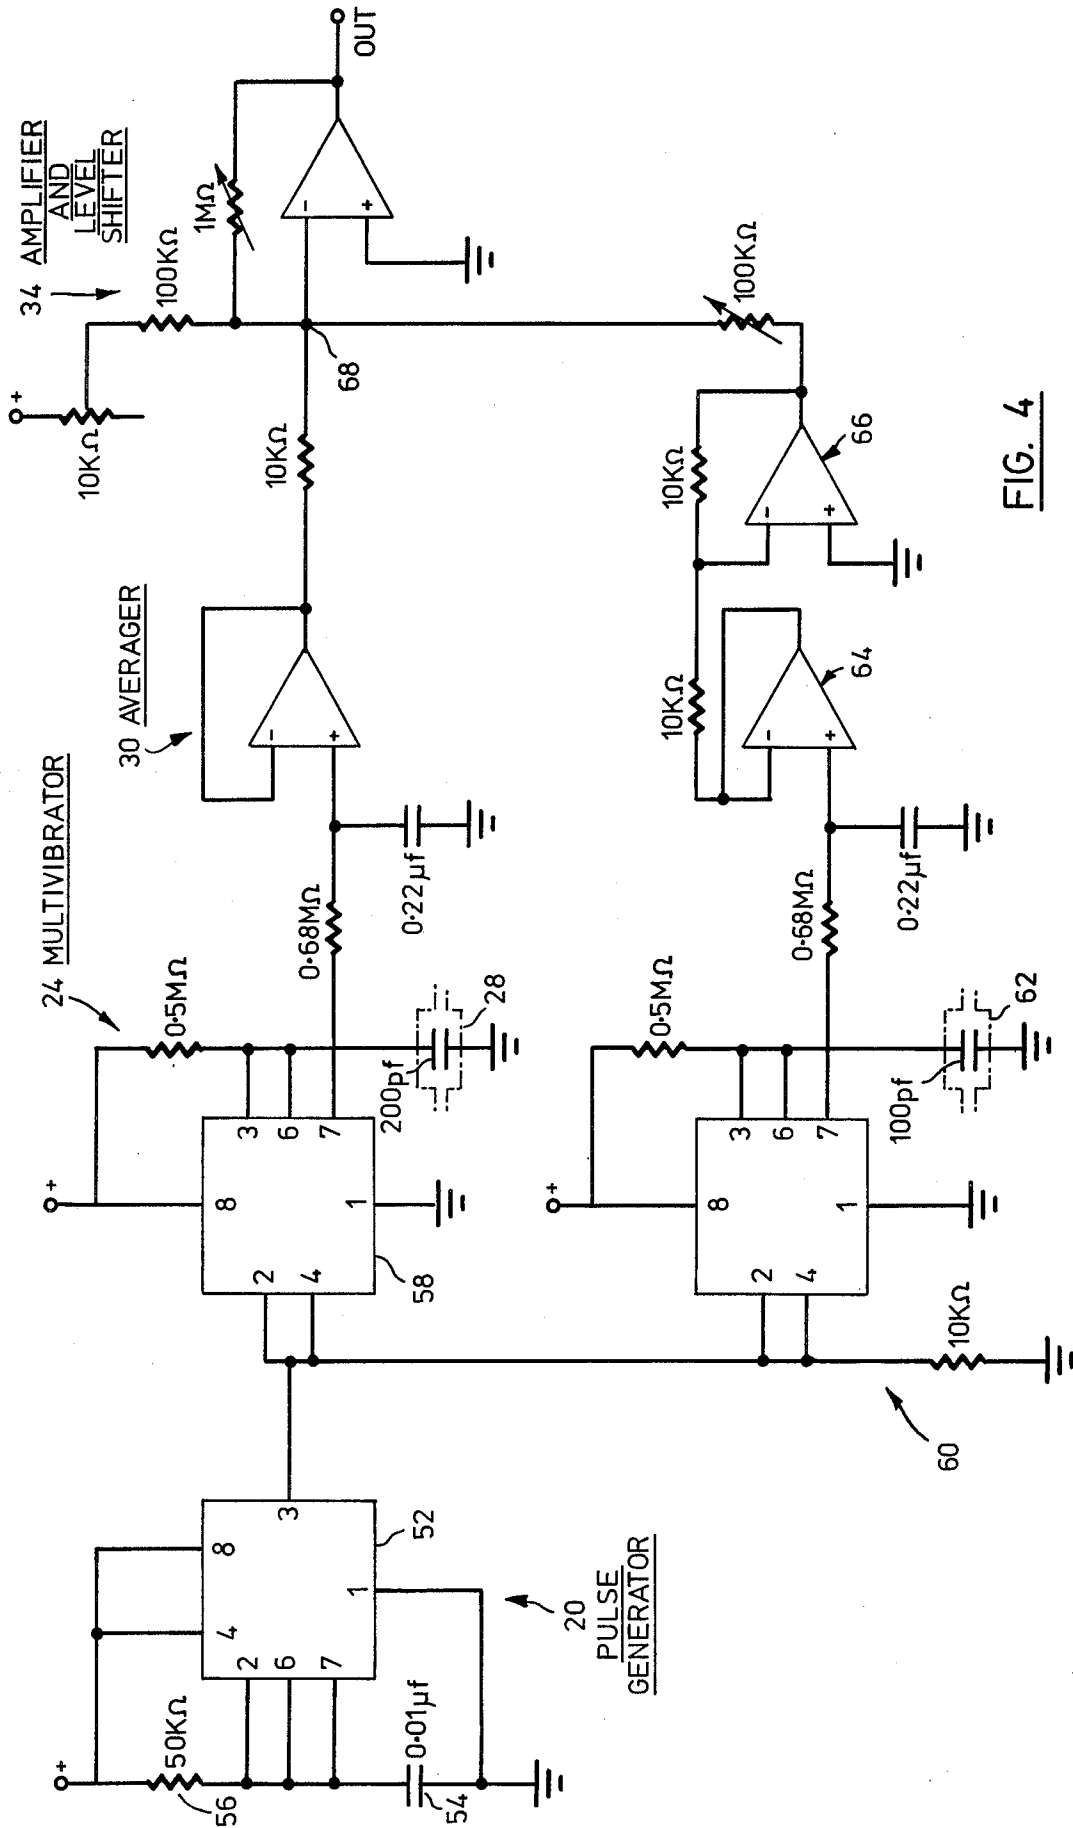 34 AMPLIFIER
AND
LEVEL
SHIFTER
+
10KΩ
100KΩ
1MΩ
-
+
OUT
68
10KΩ
30 AVERAGER
-
+
0·68MΩ
0·22µf
24 MULTIVIBRATOR
+
0·5MΩ
8
3
6
7
1
2
4
58
200pf
28
+
50KΩ
56
4
8
2
6
7
3
1
52
0·01µf
54
20
PULSE
GENERATOR
60
10KΩ
+
0·5MΩ
8
3
6
7
1
2
4
100pf
62
0·68MΩ
0·22µf
-
+
64
10KΩ
10KΩ
-
+
66
100KΩ
FIG. 4